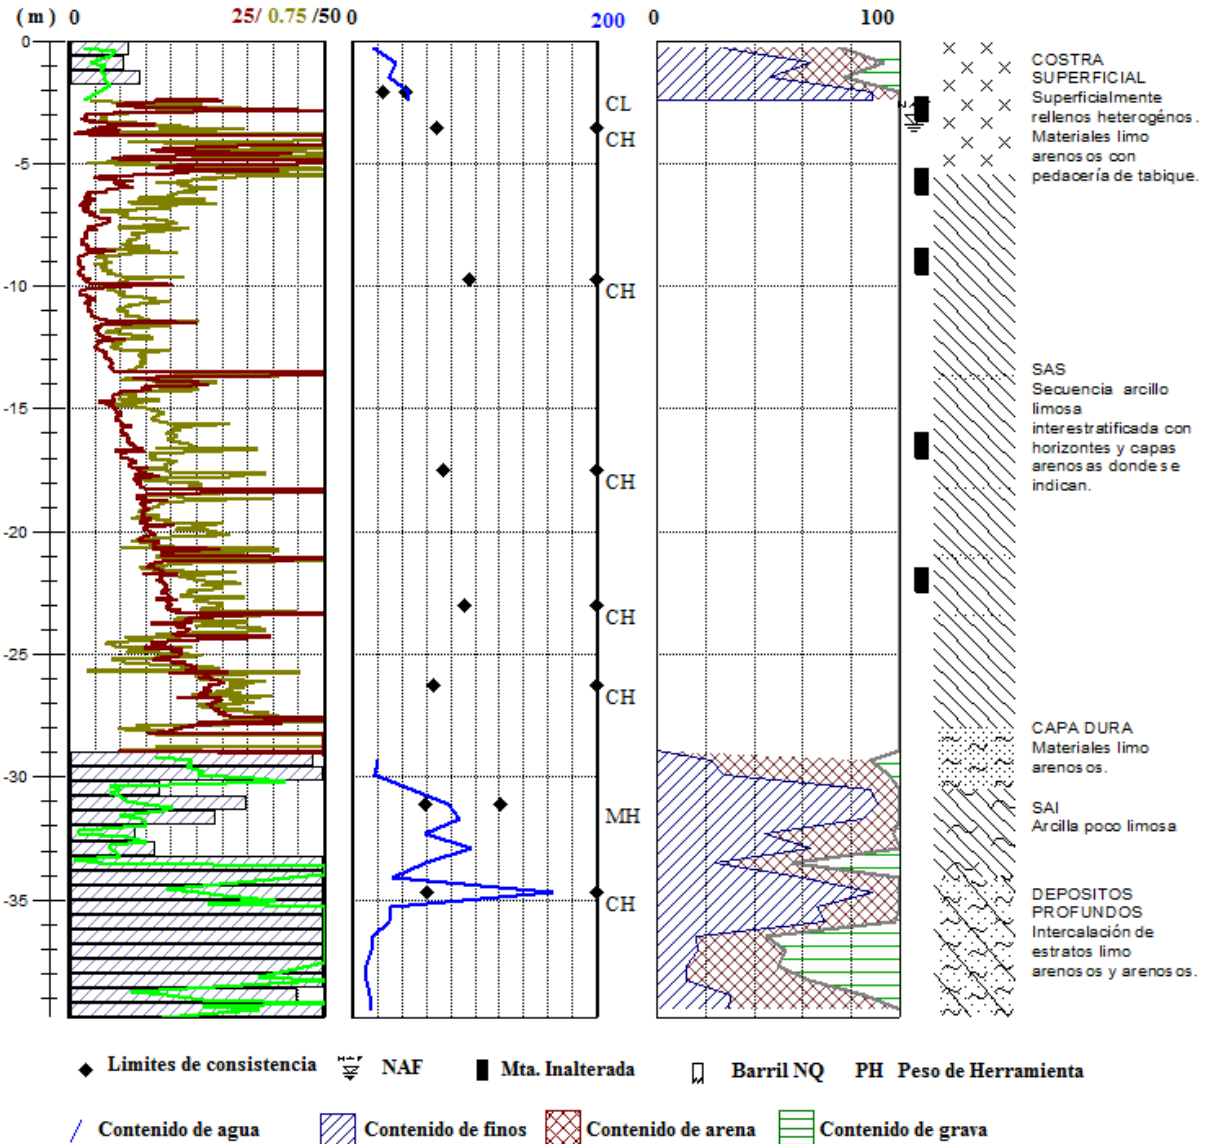 ( m ) 0 25/ 0.75 /50 0 200 0 100
0
-5
-10
-15
-20
-25
-30
-35
CL
CH
CH
CH
CH
CH
MH
CH
COSTRA
SUPERFICIAL
Superficialmente
rellenos heterogénos.
Materiales limo
arenosos con
pedacería de tabique.
SAS
Secuencia arcillo
limosa
interestratificada con
horizontes y capas
arenosas donde se
indican.
CAPA DURA
Materiales limo
arenosos.
SAI
Arcilla poco limosa
DEPOSITOS
PROFUNDOS
Intercalación de
estratos limo
arenosos y arenosos.
Limites de consistencia NAF Mta. Inalterada Barril NQ PH Peso de Herramienta
Contenido de agua Contenido de finos Contenido de arena Contenido de grava